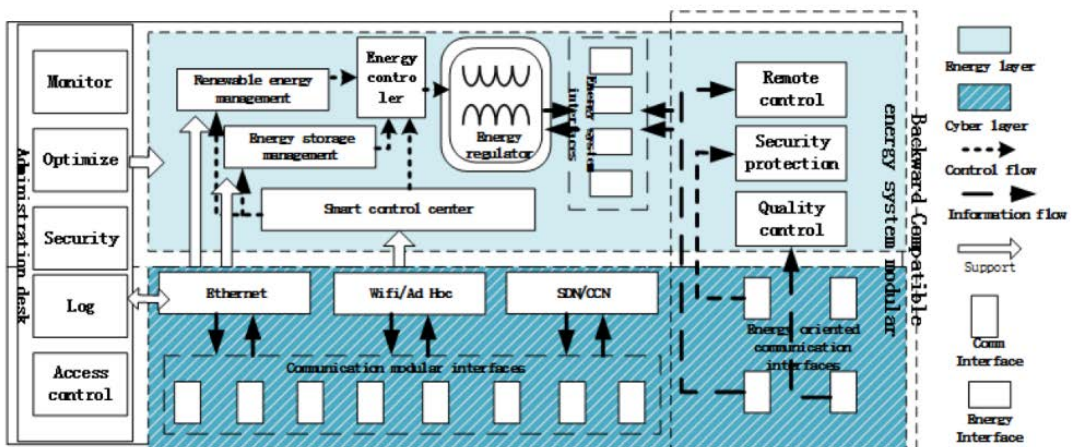 Administration desk
Monitor
Optimize
Security
Log
Access
control
Renewable energy
management
Energy storage
management
Smart control center
Energy
contro
ler
Energy
regulator
Energy system
interfaces
Remote
control
Security
protection
Quality
control
Backward Compatible
energy system modular
Ethernet
Wifi/Ad Hoc
SDN/CCN
Communication modular interfaces
Energy oriented
communication
interfaces
Energy layer
Cyber layer
Control flow
Information flow
Support
Comm
Interface
Energy
Interface